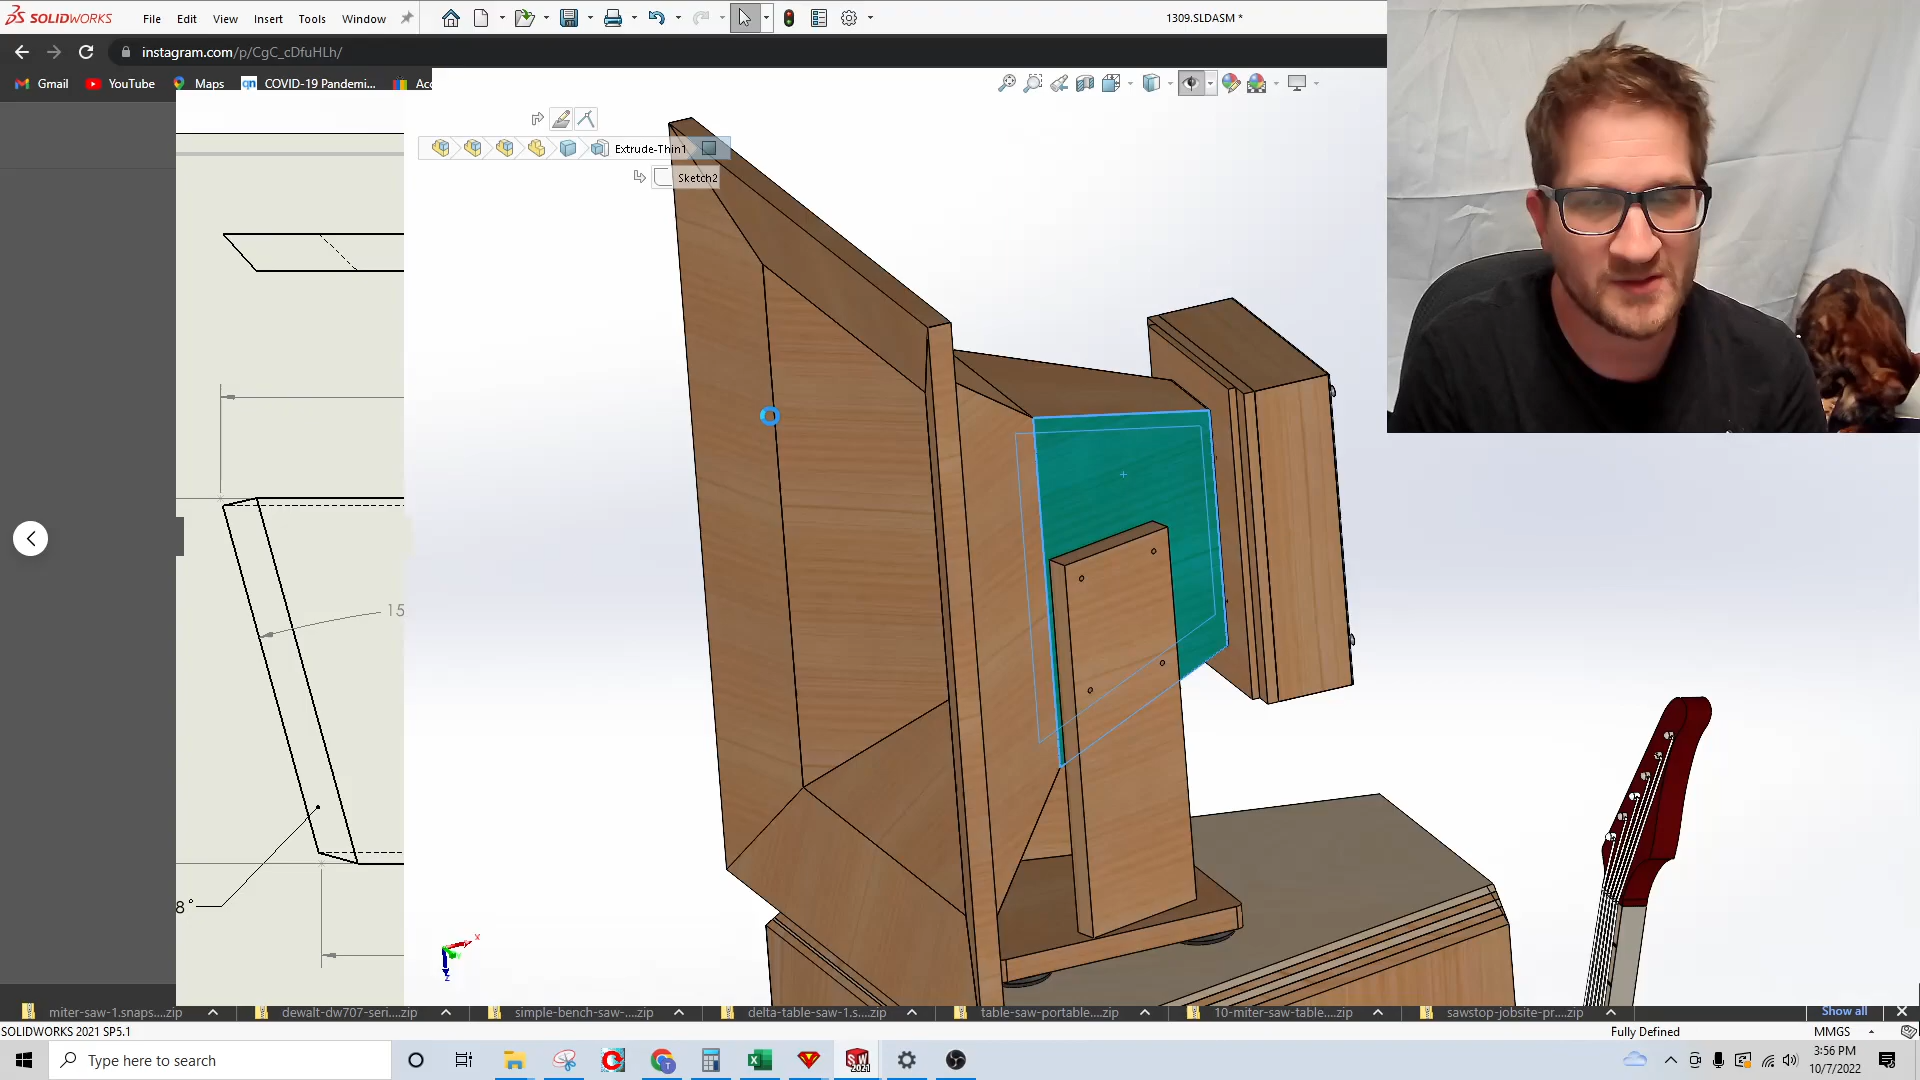 SOLIDWORKS File Edit View Insert Tools Window 1309.SLDASM *
instagram.com/p/CgC_cDfuHLh/
Gmail YouTube Maps COVID-19 Pandemi... Acc
Extrude-Thin1
Sketch2
15
8°
x
z
miter-saw-1.snaps....zip dewalt-dw707-seri....zip simple-bench-saw-....zip delta-table-saw-1.s....zip table-saw-portable....zip 10-miter-saw-table....zip sawstop-jobsite-pr....zip Show all
SOLIDWORKS 2021 SP5.1 Fully Defined MMGS
Type here to search 3:56 PM
10/7/2022